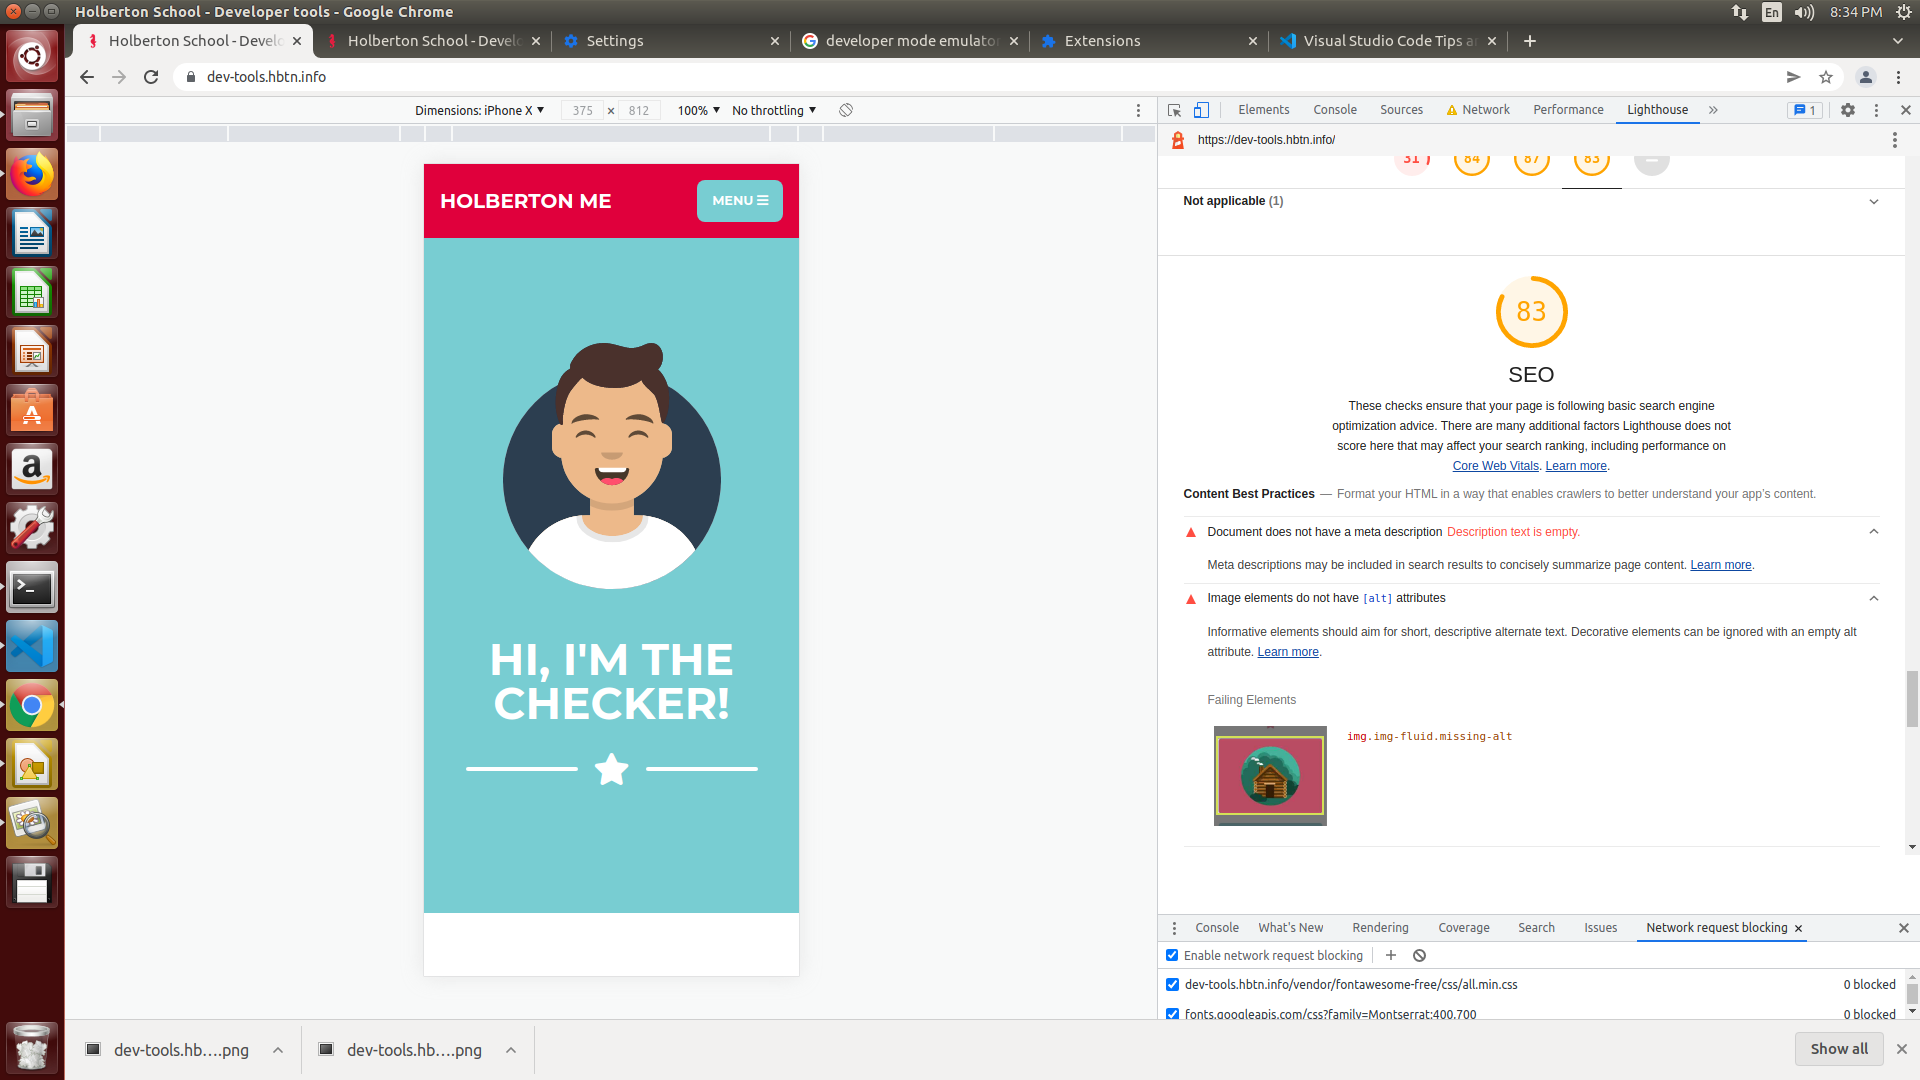 Holberton School - Developer tools - Google Chrome
En
8:34 PM
Holberton School - Develo
Holberton School - Develo
Settings
developer mode emulator
Extensions
Visual Studio Code Tips a
dev-tools.hbtn.info
Dimensions: iPhone X
375 × 812
100%
No throttling
Elements
Console
Sources
Network
Performance
Lighthouse
1
https://dev-tools.hbtn.info/
31
84
87
83
Not applicable (1)
HOLBERTON ME
MENU
HI, I'M THE
CHECKER!
83
SEO
These checks ensure that your page is following basic search engine
optimization advice. There are many additional factors Lighthouse does not
score here that may affect your search ranking, including performance on
Core Web Vitals. Learn more.
Content Best Practices — Format your HTML in a way that enables crawlers to better understand your app's content.
Document does not have a meta description Description text is empty.
Meta descriptions may be included in search results to concisely summarize page content. Learn more.
Image elements do not have [alt] attributes
Informative elements should aim for short, descriptive alternate text. Decorative elements can be ignored with an empty alt
attribute. Learn more.
Failing Elements
img.img-fluid.missing-alt
Console
What's New
Rendering
Coverage
Search
Issues
Network request blocking
Enable network request blocking
dev-tools.hbtn.info/vendor/fontawesome-free/css/all.min.css
0 blocked
fonts.googleapis.com/css?family=Montserrat:400,700
0 blocked
dev-tools.hb....png
dev-tools.hb....png
Show all